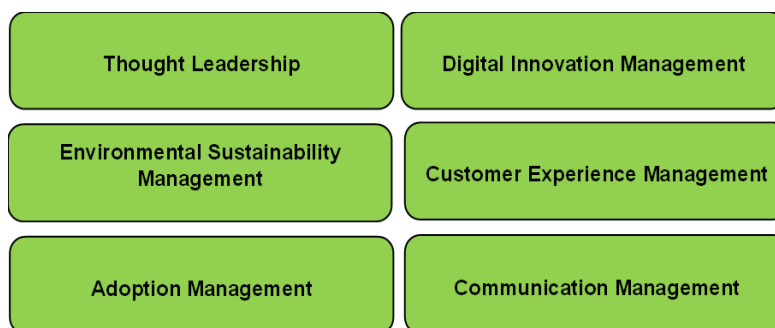 Thought Leadership
Digital Innovation Management
Environmental Sustainability
Management
Customer Experience Management
Adoption Management
Communication Management